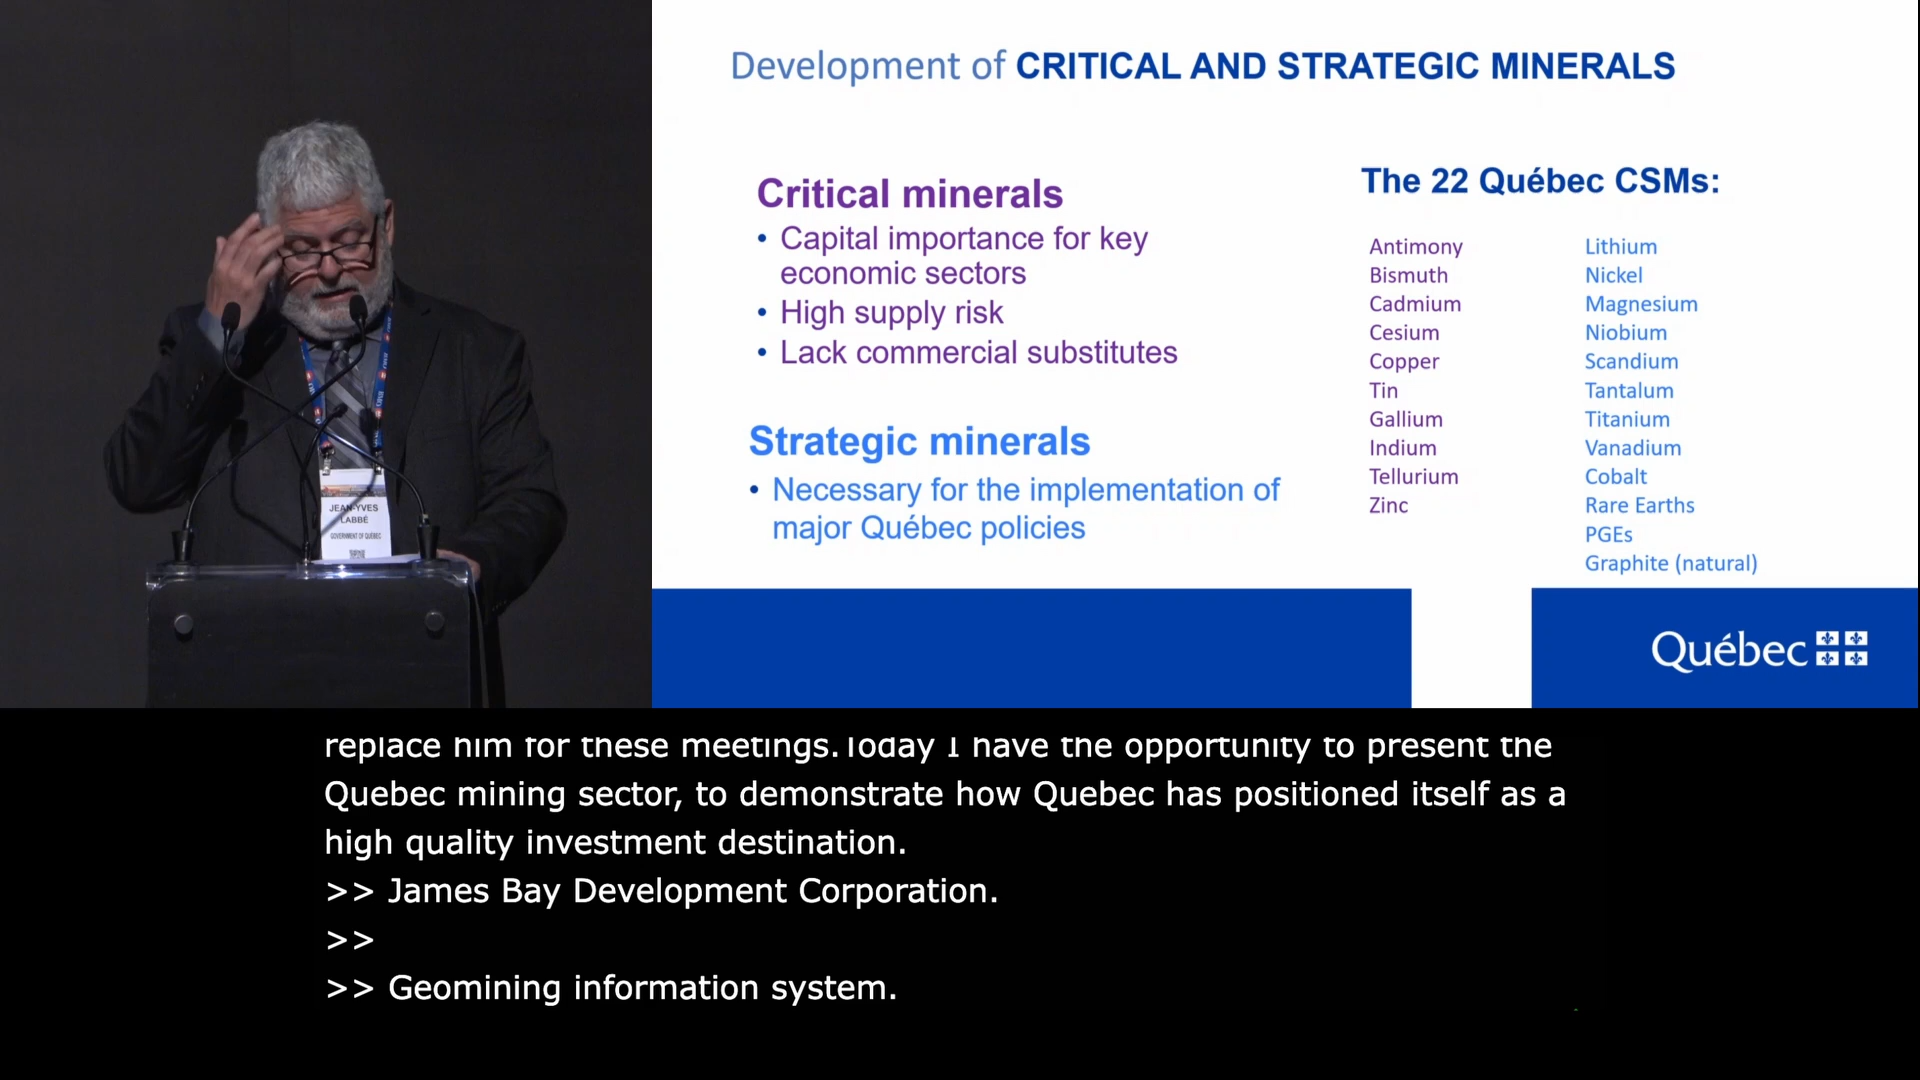 Development of CRITICAL AND STRATEGIC MINERALS
Critical minerals
• Capital importance for key
economic sectors
• High supply risk
• Lack commercial substitutes
Strategic minerals
• Necessary for the implementation of
major Québec policies
The 22 Québec CSMs:
Antimony
Bismuth
Cadmium
Cesium
Copper
Tin
Gallium
Indium
Tellurium
Zinc
Lithium
Nickel
Magnesium
Niobium
Scandium
Tantalum
Titanium
Vanadium
Cobalt
Rare Earths
PGEs
Graphite (natural)
Québec
JEAN-YVES
LABBÉ
GOVERNMENT OF QUÉBEC
replace him for these meetings. Today I have the opportunity to present the
Quebec mining sector, to demonstrate how Quebec has positioned itself as a
high quality investment destination.
>> James Bay Development Corporation.
>>
>> Geomining information system.